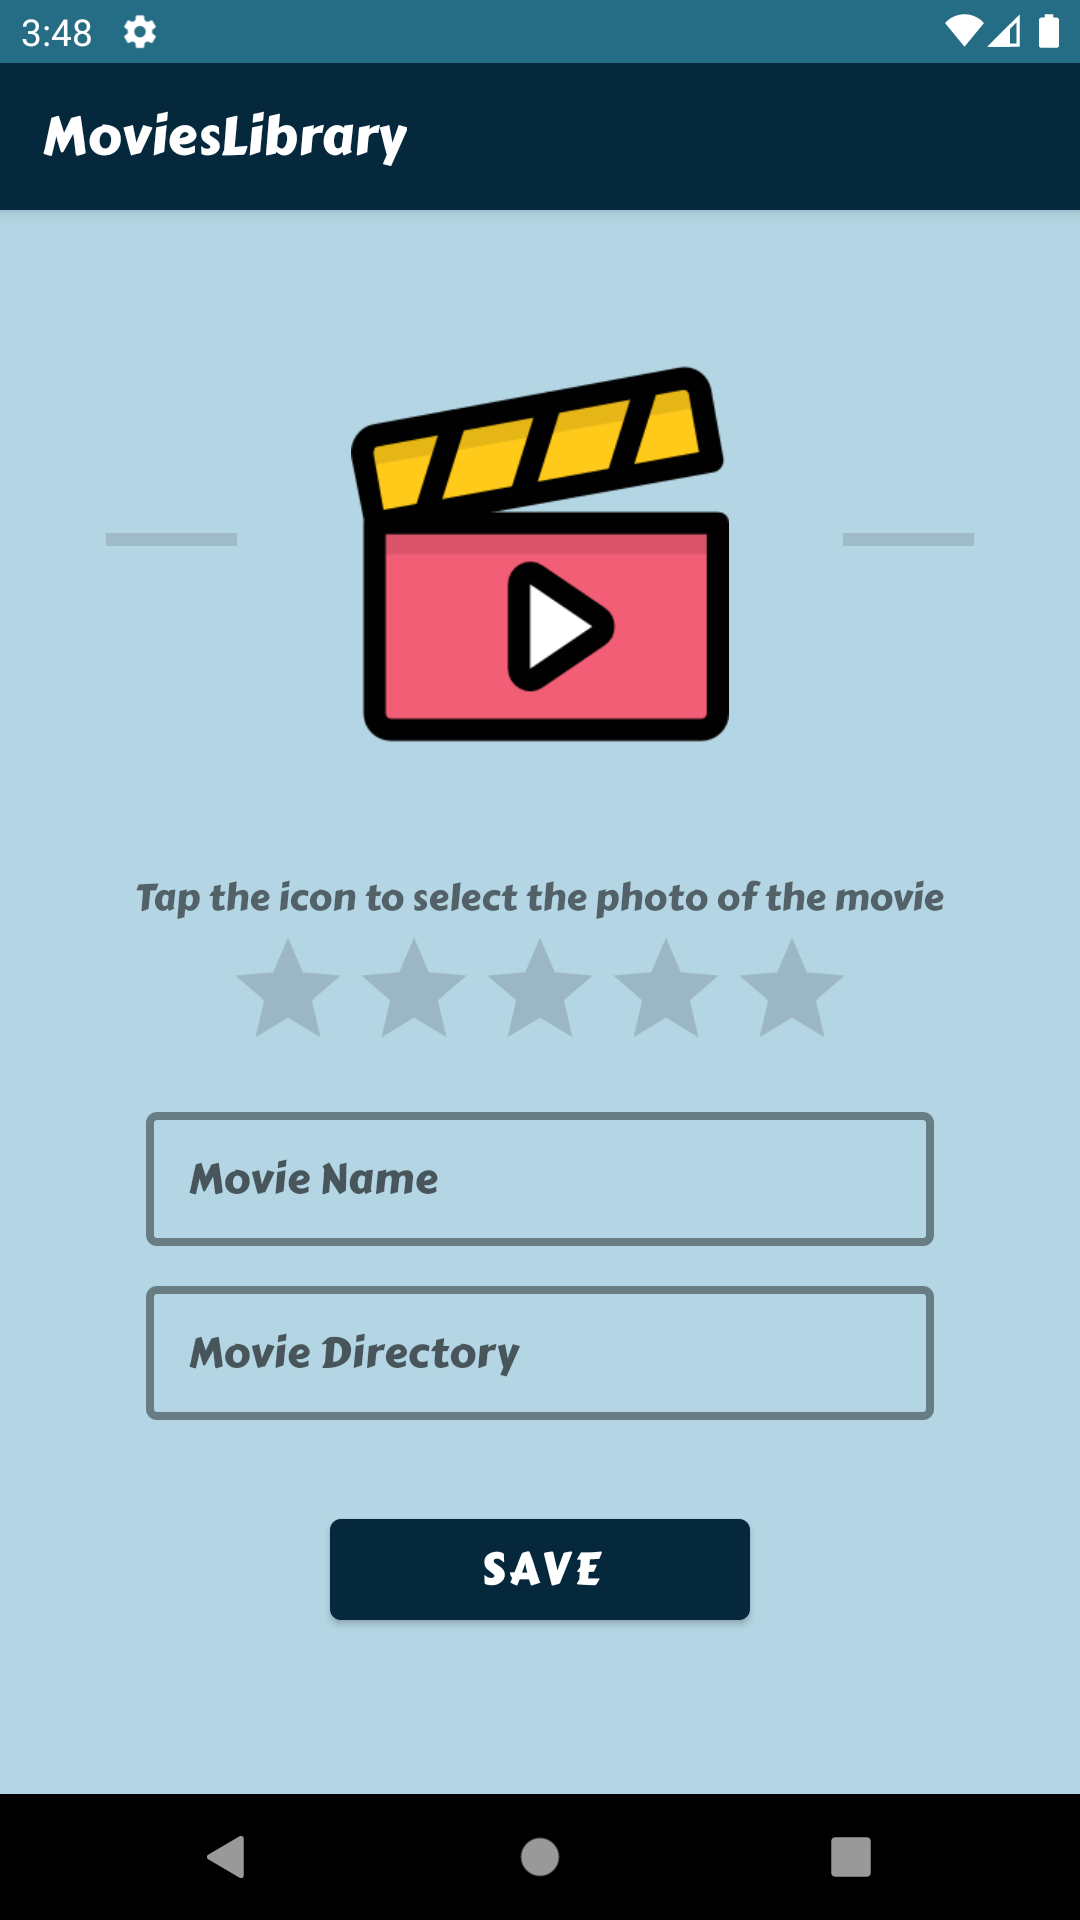 3:48
MoviesLibrary
Tap the icon to select the photo of the movie
Movie Name
Movie Directory
SAVE